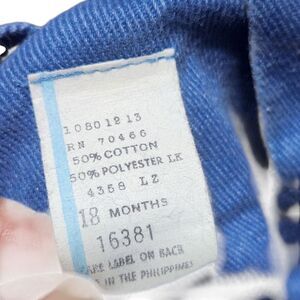 10801213
RN 70466
50% COTTON
50% POLYESTER LK
4358 LZ
18 MONTHS
16381
CARE LABEL ON BACK
IN THE PHILIPPINES